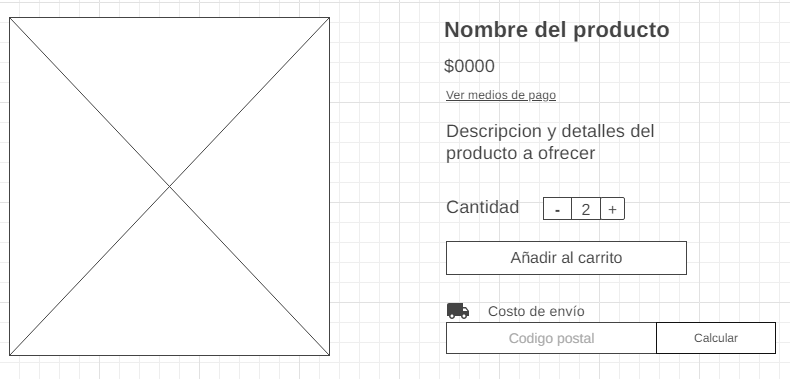 Nombre del producto
$0000
Ver medios de pago
Descripcion y detalles del
producto a ofrecer
Cantidad - 2 +
Añadir al carrito
Costo de envío
Codigo postal Calcular